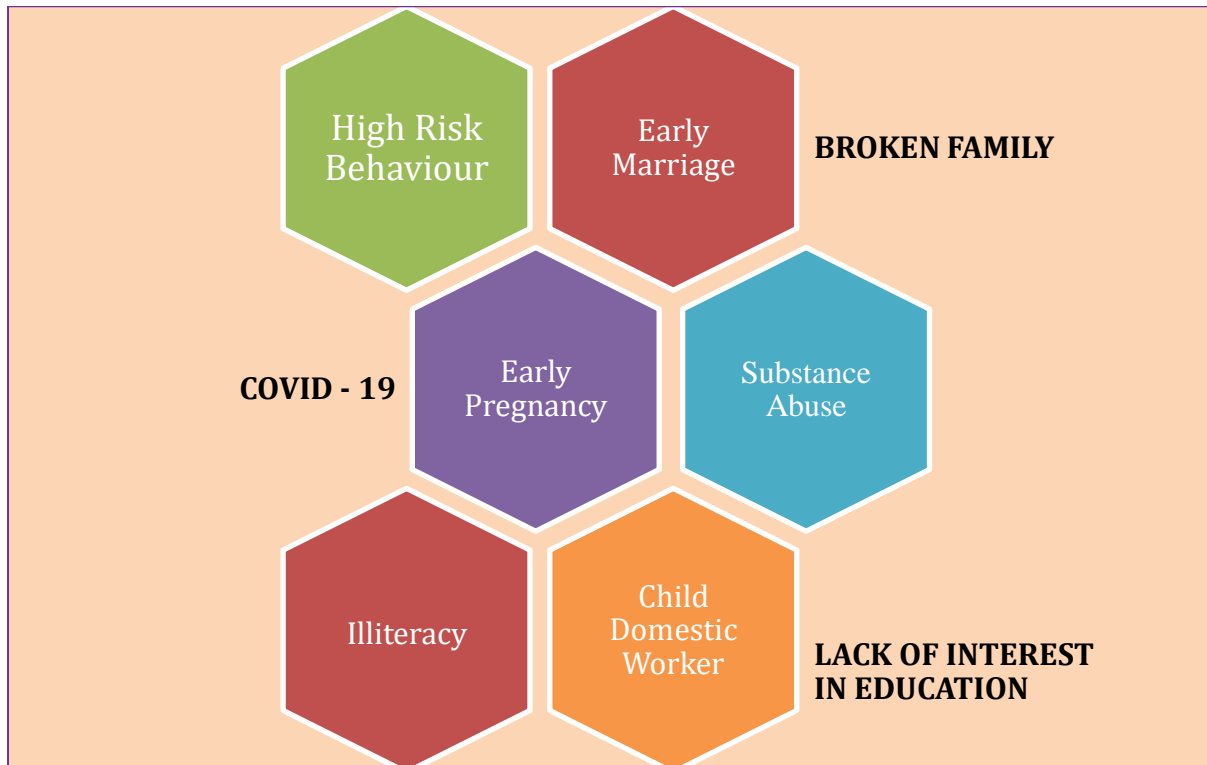 High Risk
Behaviour
Early
Marriage
BROKEN FAMILY
COVID - 19
Early
Pregnancy
Substance
Abuse
Illiteracy
Child
Domestic
Worker
LACK OF INTEREST
IN EDUCATION